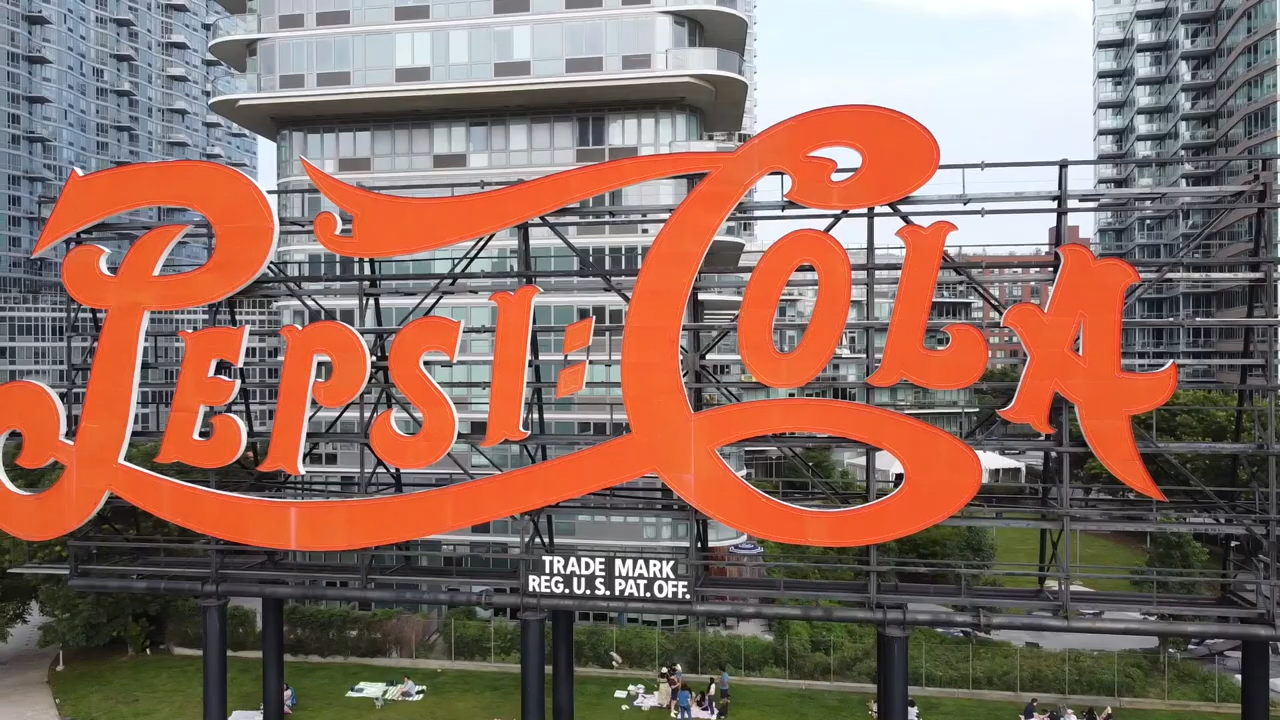 PEPSI:COLA
TRADE MARK
REG. U. S. PAT. OFF.